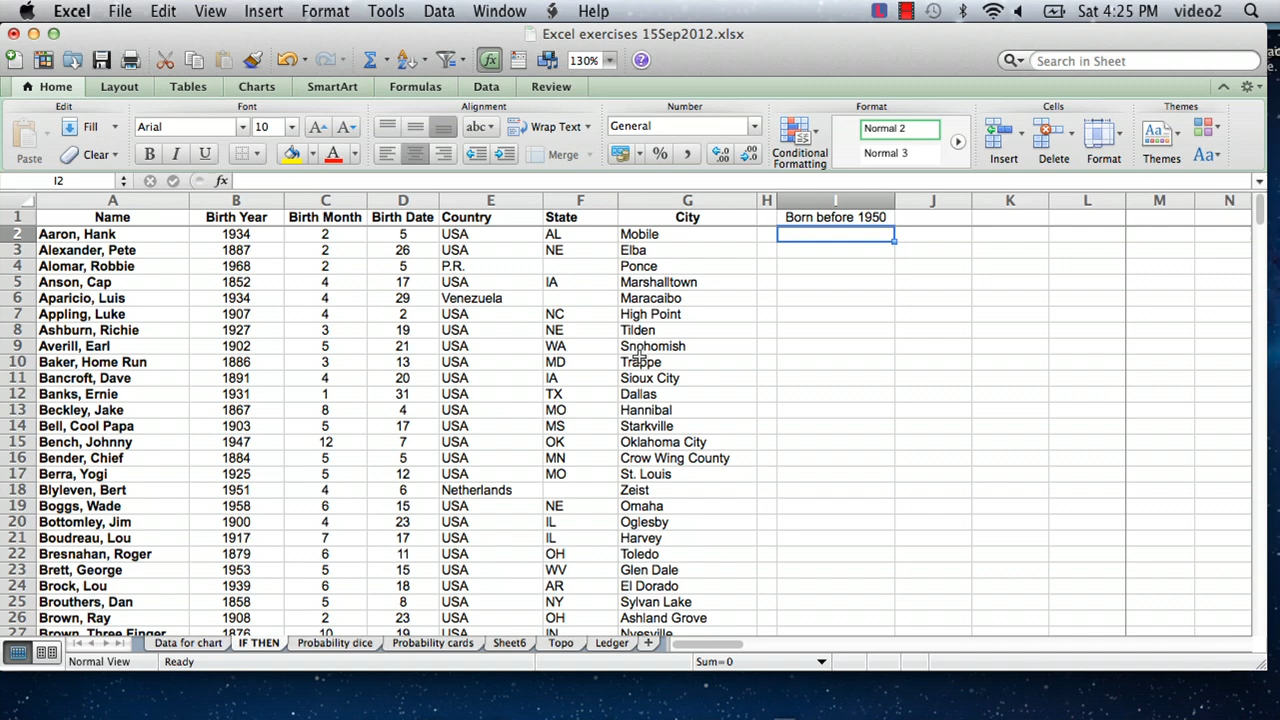 Excel File Edit View Insert Format Tools Data Window Help Sat 4:25 PM video2
Excel exercises 15Sep2012.xlsx
130% Search in Sheet
Home Layout Tables Charts SmartArt Formulas Data Review
Edit Font Alignment Number Format Cells Themes
Fill Arial 10 abc Wrap Text General Normal 2
Paste Clear B I U Merge % Conditional Formatting Normal 3 Insert Delete Format Themes Aa
I2 fx
A B C D E F G H I J K L M N
1 Name Birth Year Birth Month Birth Date Country State City Born before 1950
2 Aaron, Hank 1934 2 5 USA AL Mobile
3 Alexander, Pete 1887 2 26 USA NE Elba
4 Alomar, Robbie 1968 2 5 P.R. Ponce
5 Anson, Cap 1852 4 17 USA IA Marshalltown
6 Aparicio, Luis 1934 4 29 Venezuela Maracaibo
7 Appling, Luke 1907 4 2 USA NC High Point
8 Ashburn, Richie 1927 3 19 USA NE Tilden
9 Averill, Earl 1902 5 21 USA WA Snohomish
10 Baker, Home Run 1886 3 13 USA MD Trappe
11 Bancroft, Dave 1891 4 20 USA IA Sioux City
12 Banks, Ernie 1931 1 31 USA TX Dallas
13 Beckley, Jake 1867 8 4 USA MO Hannibal
14 Bell, Cool Papa 1903 5 17 USA MS Starkville
15 Bench, Johnny 1947 12 7 USA OK Oklahoma City
16 Bender, Chief 1884 5 5 USA MN Crow Wing County
17 Berra, Yogi 1925 5 12 USA MO St. Louis
18 Blyleven, Bert 1951 4 6 Netherlands Zeist
19 Boggs, Wade 1958 6 15 USA NE Omaha
20 Bottomley, Jim 1900 4 23 USA IL Oglesby
21 Boudreau, Lou 1917 7 17 USA IL Harvey
22 Bresnahan, Roger 1879 6 11 USA OH Toledo
23 Brett, George 1953 5 15 USA WV Glen Dale
24 Brock, Lou 1939 6 18 USA AR El Dorado
25 Brouthers, Dan 1858 5 8 USA NY Sylvan Lake
26 Brown, Ray 1908 2 23 USA OH Ashland Grove
27 Brown, Three Finger 1876 10 19 USA IN Nyesville
Data for chart IF THEN Probability dice Probability cards Sheet6 Topo Ledger
Normal View Ready Sum=0